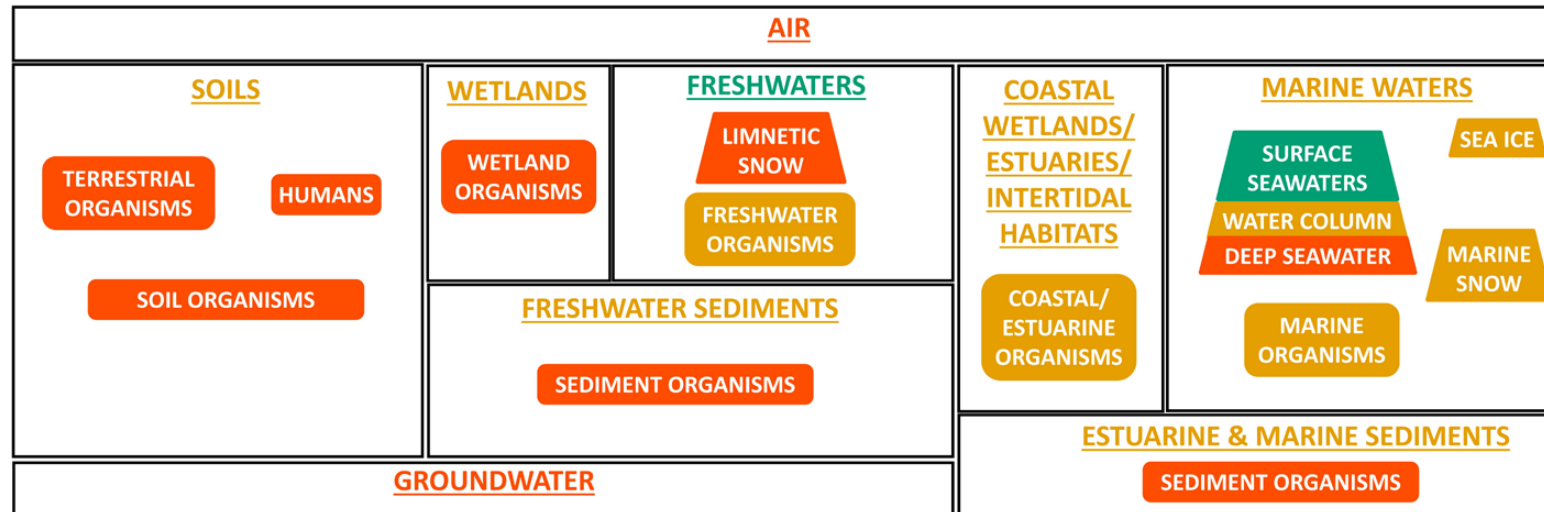 AIR
SOILS
TERRESTRIAL
ORGANISMS
HUMANS
SOIL ORGANISMS
WETLANDS
WETLAND
ORGANISMS
FRESHWATERS
LIMNETIC
SNOW
FRESHWATER
ORGANISMS
FRESHWATER SEDIMENTS
SEDIMENT ORGANISMS
COASTAL
WETLANDS/
ESTUARIES/
INTERTIDAL
HABITATS
COASTAL/
ESTUARINE
ORGANISMS
MARINE WATERS
SEA ICE
SURFACE
SEAWATERS
WATER COLUMN
DEEP SEAWATER
MARINE
SNOW
MARINE
ORGANISMS
ESTUARINE & MARINE SEDIMENTS
SEDIMENT ORGANISMS
GROUNDWATER